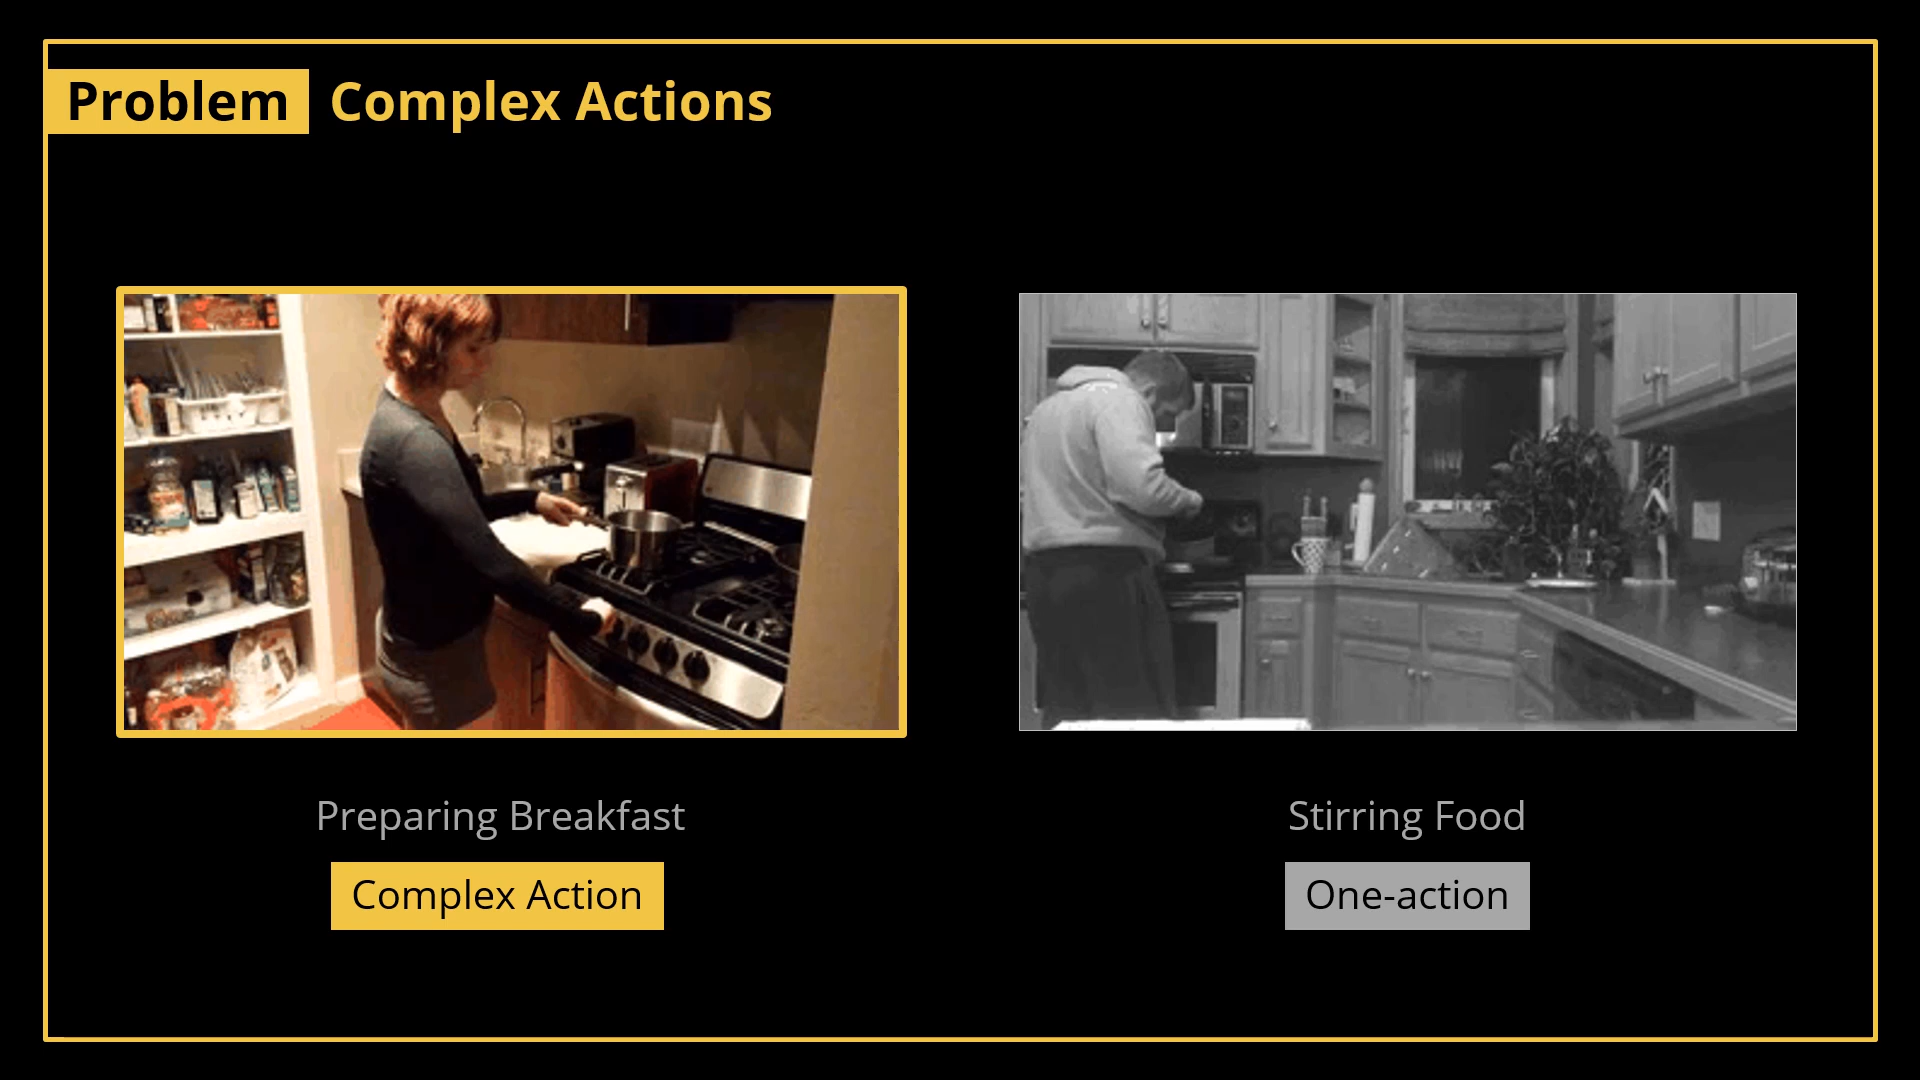 Problem Complex Actions
Preparing Breakfast
Complex Action
Stirring Food
One-action